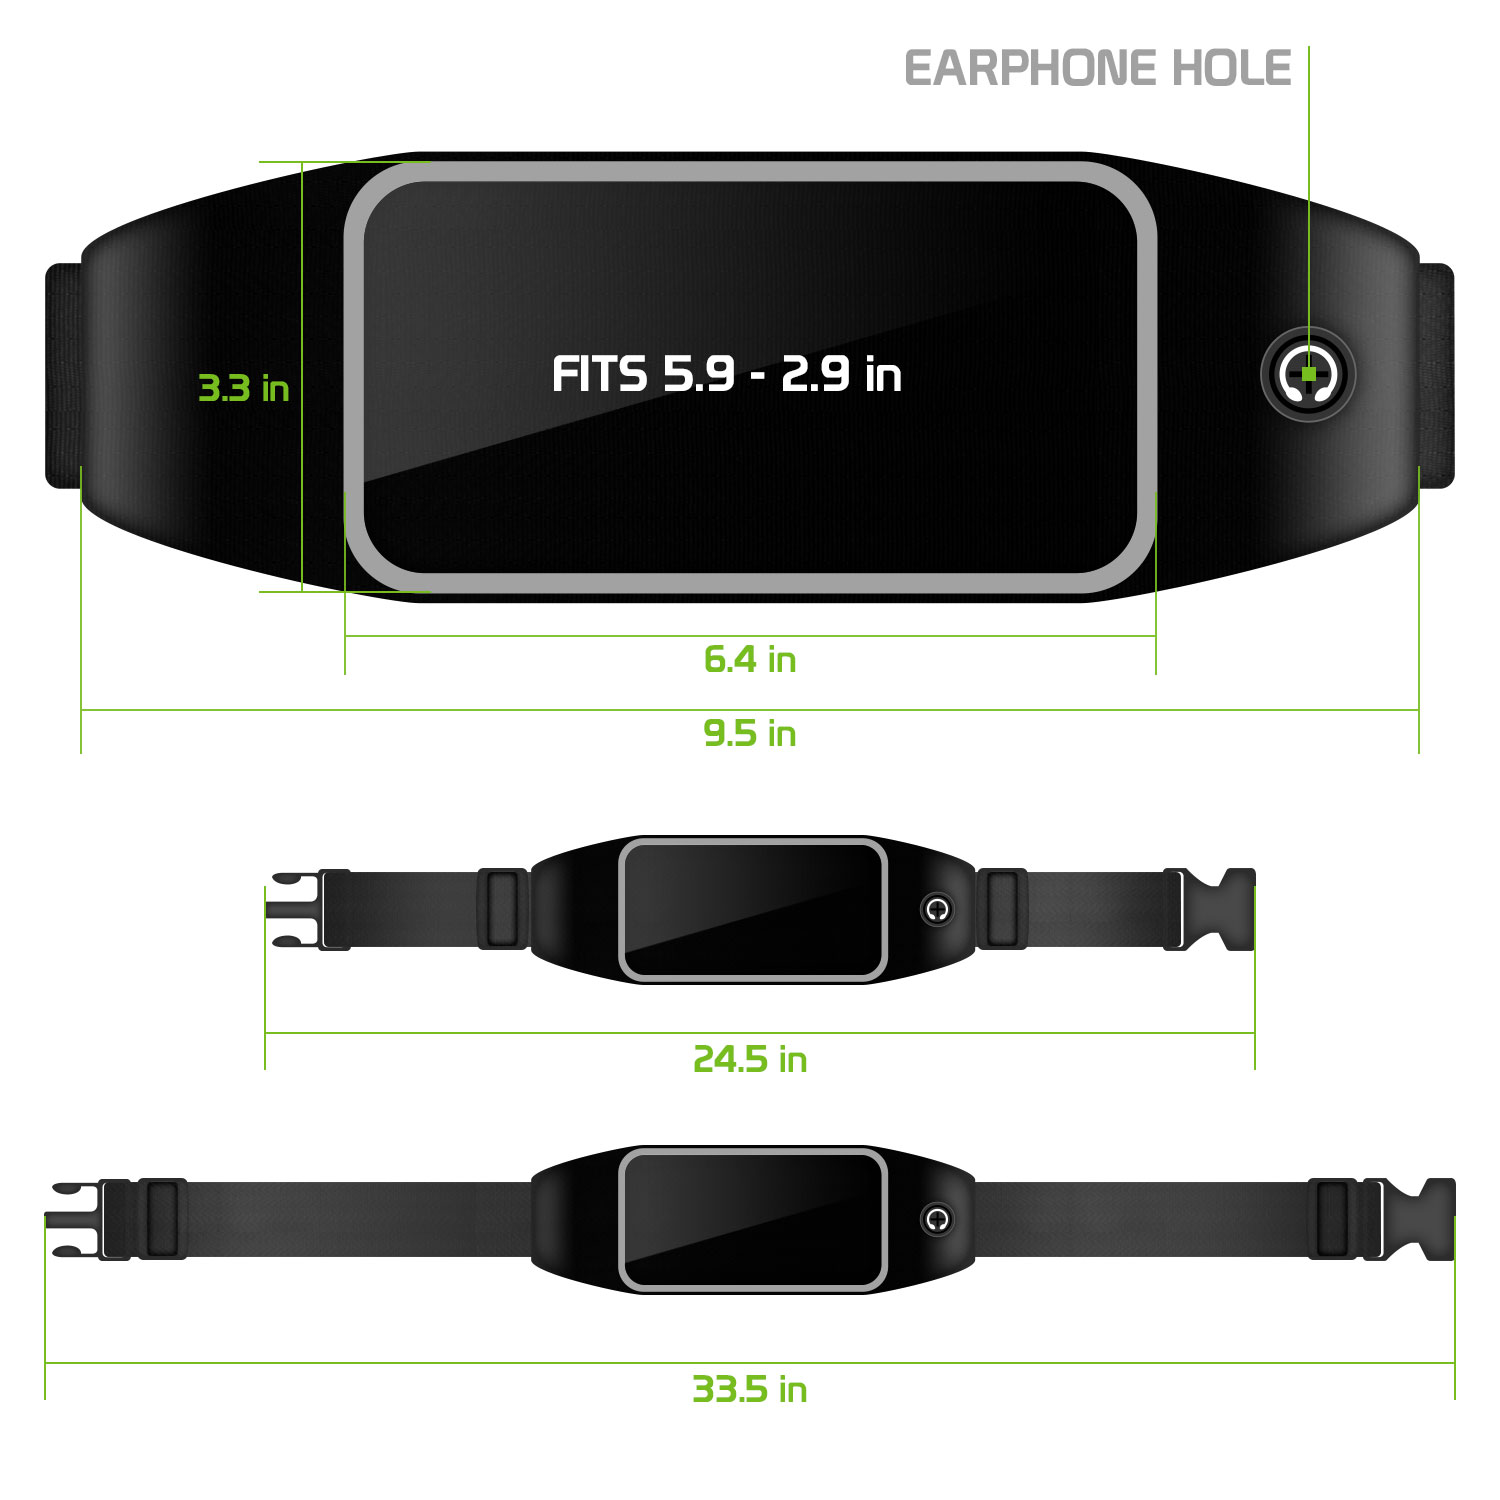 EARPHONE HOLE
FITS 5.9 - 2.9 in
3.3 in
6.4 in
9.5 in
24.5 in
33.5 in